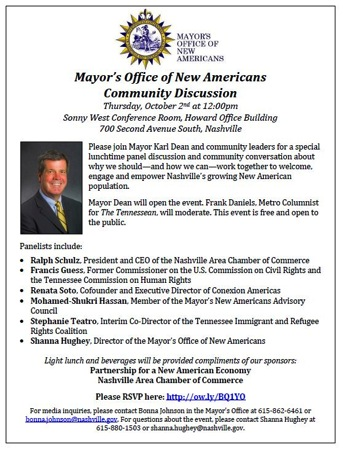 MAYOR'S
OFFICE OF
NEW
AMERICANS
Mayor's Office of New Americans
Community Discussion
Thursday, October 2nd at 12:00pm
Sonny West Conference Room, Howard Office Building
700 Second Avenue South, Nashville
Please join Mayor Karl Dean and community leaders for a special
lunchtime panel discussion and community conversation about
why we should—and how we can—work together to welcome,
engage and empower Nashville's growing New American
population.
Mayor Dean will open the event. Frank Daniels, Metro Columnist
for The Tennessean, will moderate. This event is free and open to
the public.
Panelists include:
• Ralph Schulz, President and CEO of the Nashville Area Chamber of Commerce
• Francis Guess, Former Commissioner on the U.S. Commission on Civil Rights and
the Tennessee Commission on Human Rights
• Renata Soto, Cofounder and Executive Director of Conexion Americas
• Mohamed-Shukri Hassan, Member of the Mayor's New Americans Advisory
Council
• Stephanie Teatro, Interim Co-Director of the Tennessee Immigrant and Refugee
Rights Coalition
• Shanna Hughey, Director of the Mayor's Office of New Americans
Light lunch and beverages will be provided compliments of our sponsors:
Partnership for a New American Economy
Nashville Area Chamber of Commerce
Please RSVP here: http://ow.ly/BQ1YO
For media inquiries, please contact Bonna Johnson in the Mayor's Office at 615-862-6461 or
bonna.johnson@nashville.gov. For questions about the event, please contact Shanna Hughey at
615-880-1503 or shanna.hughey@nashville.gov.